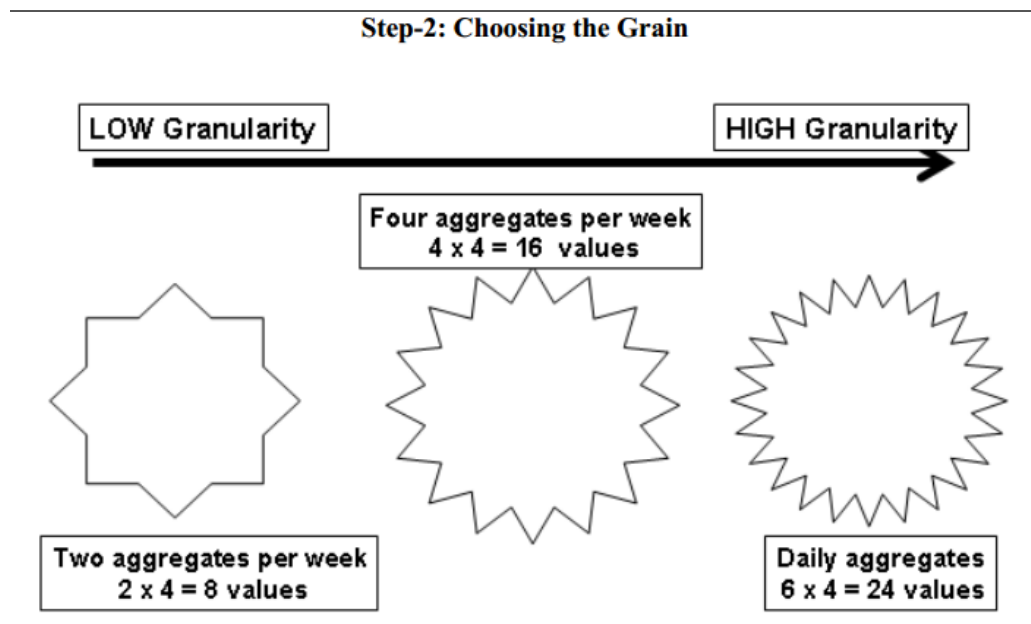 Step-2: Choosing the Grain
LOW Granularity
HIGH Granularity
Four aggregates per week
4 x 4 = 16 values
Two aggregates per week
2 x 4 = 8 values
Daily aggregates
6 x 4 = 24 values